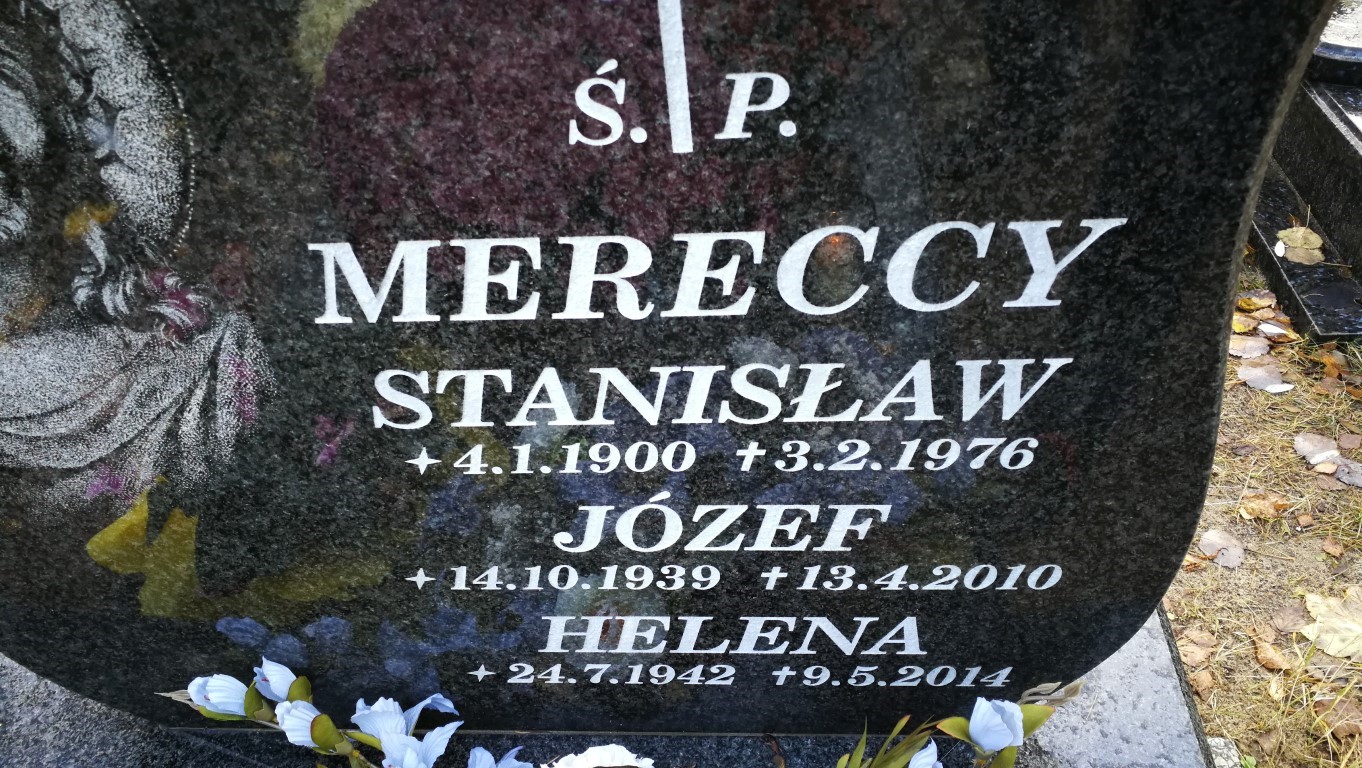 Ś. P.
MERECCY
STANISŁAW
✦ 4.1.1900 ✝ 3.2.1976
JÓZEF
✦ 14.10.1939 ✝ 13.4.2010
HELENA
✦ 24.7.1942 ✝ 9.5.2014